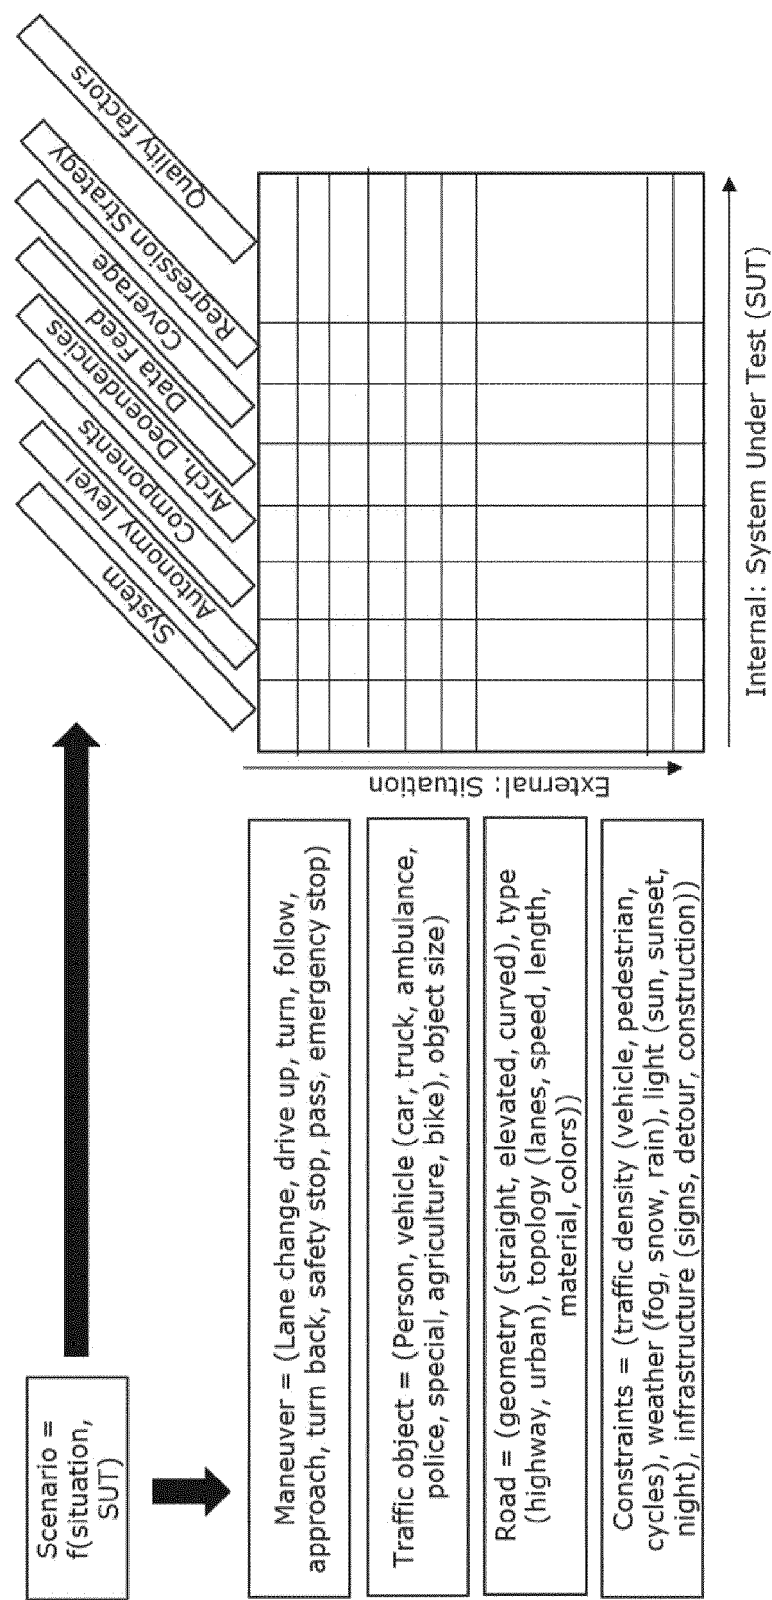 Scenario =
f(situation,
SUT)
Maneuver = (Lane change, drive up, turn, follow,
approach, turn back, safety stop, pass, emergency stop)
Traffic object = (Person, vehicle (car, truck, ambulance,
police, special, agriculture, bike), object size)
Road = (geometry (straight, elevated, curved), type
(highway, urban), topology (lanes, speed, length,
material, colors))
Constraints = (traffic density (vehicle, pedestrian,
cycles), weather (fog, snow, rain), light (sun, sunset,
night), infrastructure (signs, detour, construction))
External: Situation
System
Autonomy level
Components
Arch. Deoendencies
Data Feed
Coverage
Regression Strategy
Quality factors
Internal: System Under Test (SUT)